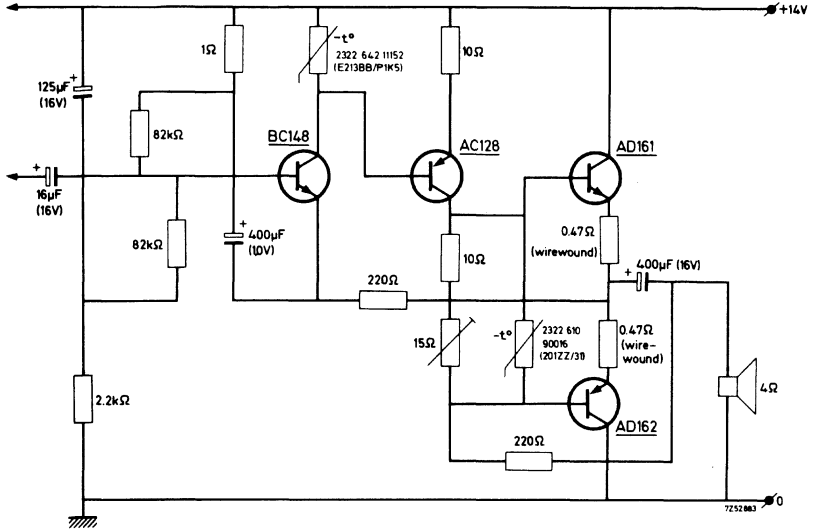 +14V
1Ω
-t°
2322 642 11152
(E213BB/P1K5)
10Ω
125µF
+
(16V)
82kΩ
BC148
AC128
AD161
+
16µF
(16V)
82kΩ
+
400µF
(10V)
10Ω
0.47Ω
(wirewound)
220Ω
+
400µF (16V)
15Ω
-t°
2322 610
90016
(201ZZ/31)
0.47Ω
(wire-
wound)
4Ω
2.2kΩ
AD162
220Ω
0
7Z52883